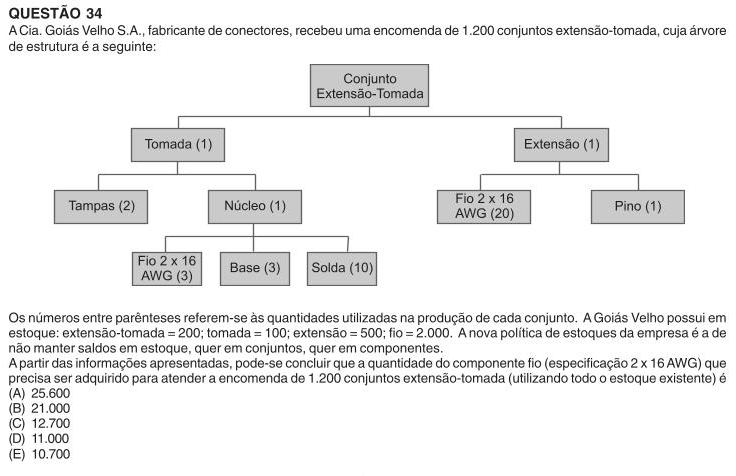 QUESTÃO 34
A Cia. Goiás Velho S.A., fabricante de conectores, recebeu uma encomenda de 1.200 conjuntos extensão-tomada, cuja árvore
de estrutura é a seguinte:
Conjunto
Extensão-Tomada
Tomada (1)
Extensão (1)
Tampas (2)
Núcleo (1)
Fio 2 x 16
AWG (20)
Pino (1)
Fio 2 x 16
AWG (3)
Base (3)
Solda (10)
Os números entre parênteses referem-se às quantidades utilizadas na produção de cada conjunto. A Goiás Velho possui em
estoque: extensão-tomada = 200; tomada = 100; extensão = 500; fio = 2.000. A nova política de estoques da empresa é a de
não manter saldos em estoque, quer em conjuntos, quer em componentes.
A partir das informações apresentadas, pode-se concluir que a quantidade do componente fio (especificação 2 x 16 AWG) que
precisa ser adquirido para atender a encomenda de 1.200 conjuntos extensão-tomada (utilizando todo o estoque existente) é
(A) 25.600
(B) 21.000
(C) 12.700
(D) 11.000
(E) 10.700